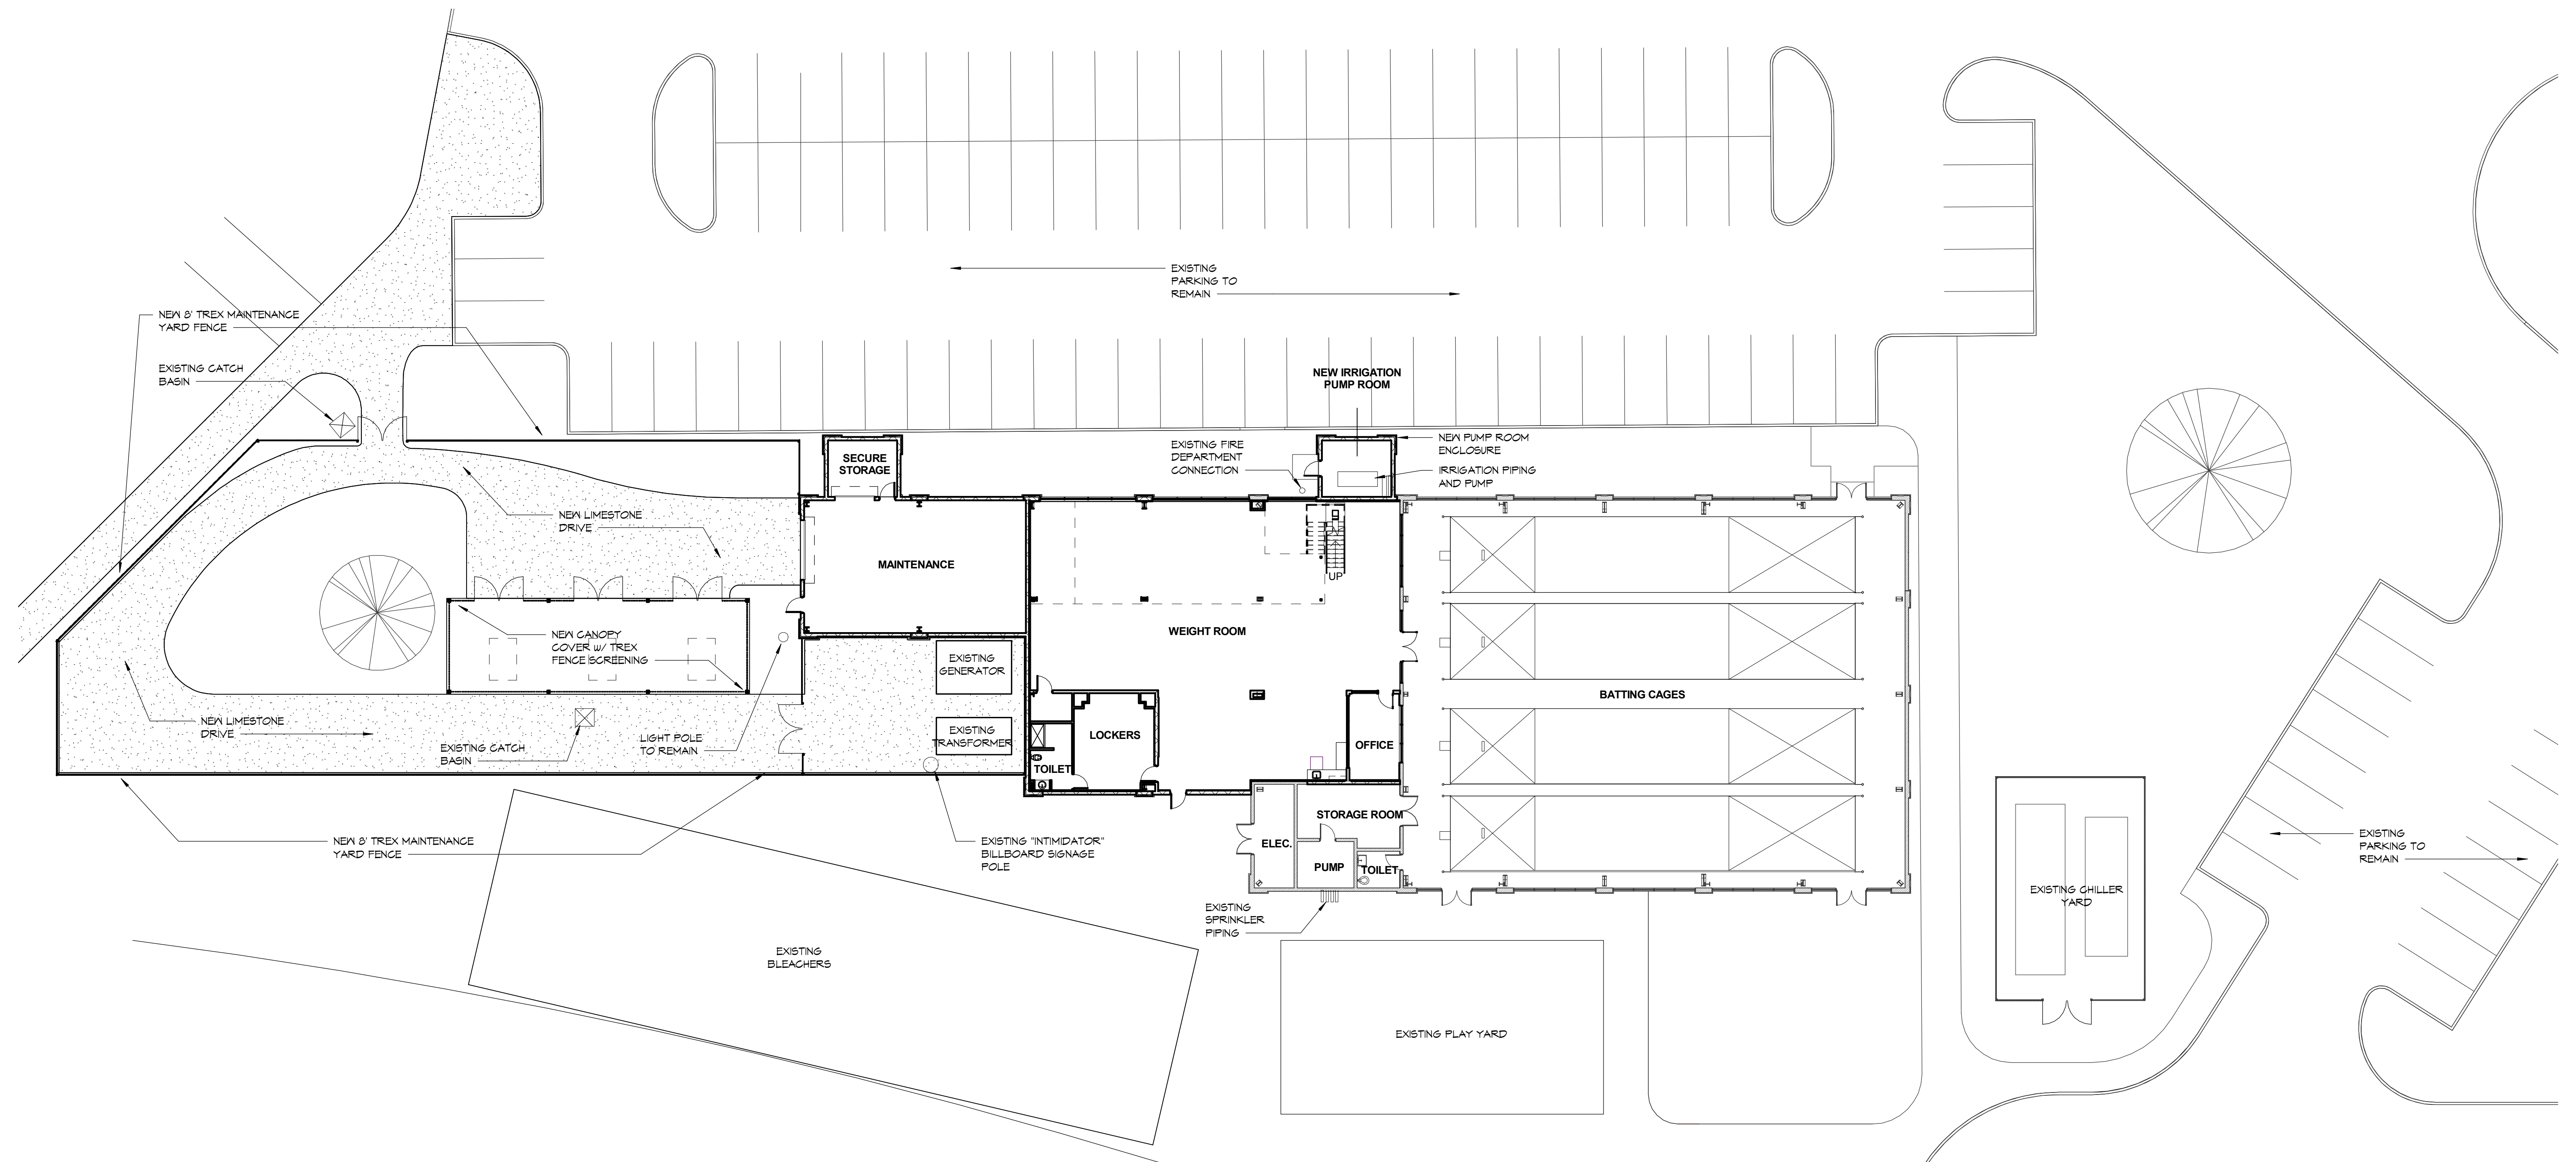 EXISTING
PARKING TO
REMAIN
NEW 8' TREX MAINTENANCE
YARD FENCE
EXISTING CATCH
BASIN
NEW IRRIGATION
PUMP ROOM
SECURE
STORAGE
EXISTING FIRE
DEPARTMENT
CONNECTION
NEW PUMP ROOM
ENCLOSURE
IRRIGATION PIPING
AND PUMP
NEW LIMESTONE
DRIVE
MAINTENANCE
UP
WEIGHT ROOM
NEW CANOPY
COVER W/ TREX
FENCE SCREENING
EXISTING
GENERATOR
BATTING CAGES
NEW LIMESTONE
DRIVE
EXISTING CATCH
BASIN
LIGHT POLE
TO REMAIN
EXISTING
TRANSFORMER
LOCKERS
OFFICE
TOILET
STORAGE ROOM
ELEC.
PUMP
TOILET
NEW 8' TREX MAINTENANCE
YARD FENCE
EXISTING "INTIMIDATOR"
BILLBOARD SIGNAGE
POLE
EXISTING
PARKING TO
REMAIN
EXISTING CHILLER
YARD
EXISTING
SPRINKLER
PIPING
EXISTING
BLEACHERS
EXISTING PLAY YARD